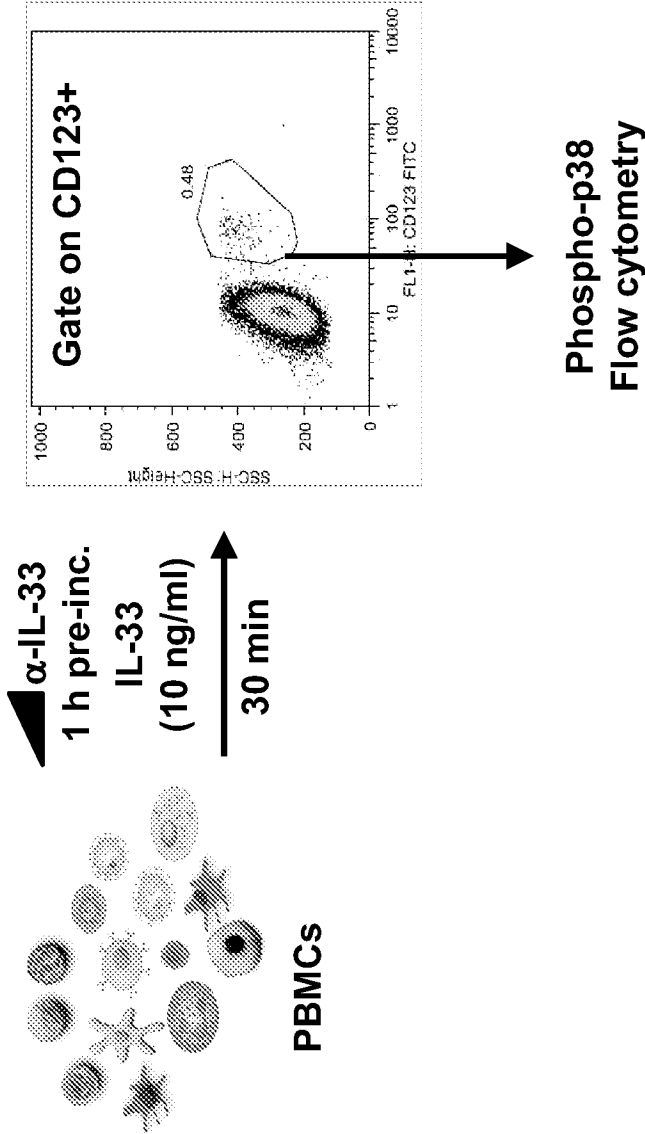 PBMCs
α-IL-33
1 h pre-inc.
IL-33
(10 ng/ml)
30 min
Gate on CD123+
0.48
1000
800
600
400
200
0
SSC-H: SSC-Height
1
10
100
1000
10000
FL1-H: CD123 FITC
Phospho-p38
Flow cytometry